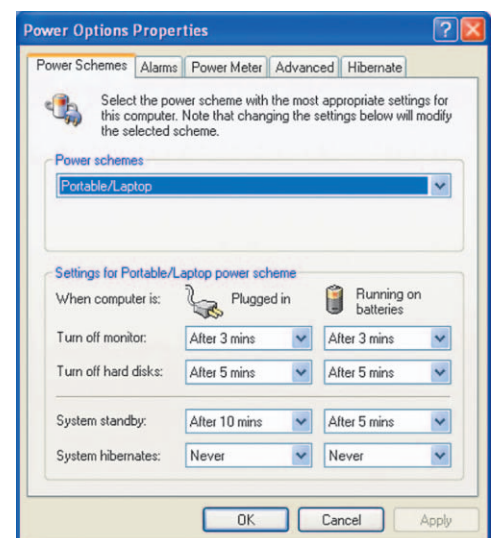 Power Options Properties
Power Schemes Alarms Power Meter Advanced Hibernate
Select the power scheme with the most appropriate settings for
this computer. Note that changing the settings below will modify
the selected scheme.
Power schemes
Portable/Laptop
Settings for Portable/Laptop power scheme
When computer is: Plugged in Running on
batteries
Turn off monitor: After 3 mins After 3 mins
Turn off hard disks: After 5 mins After 5 mins
System standby: After 10 mins After 5 mins
System hibernates: Never Never
OK Cancel Apply